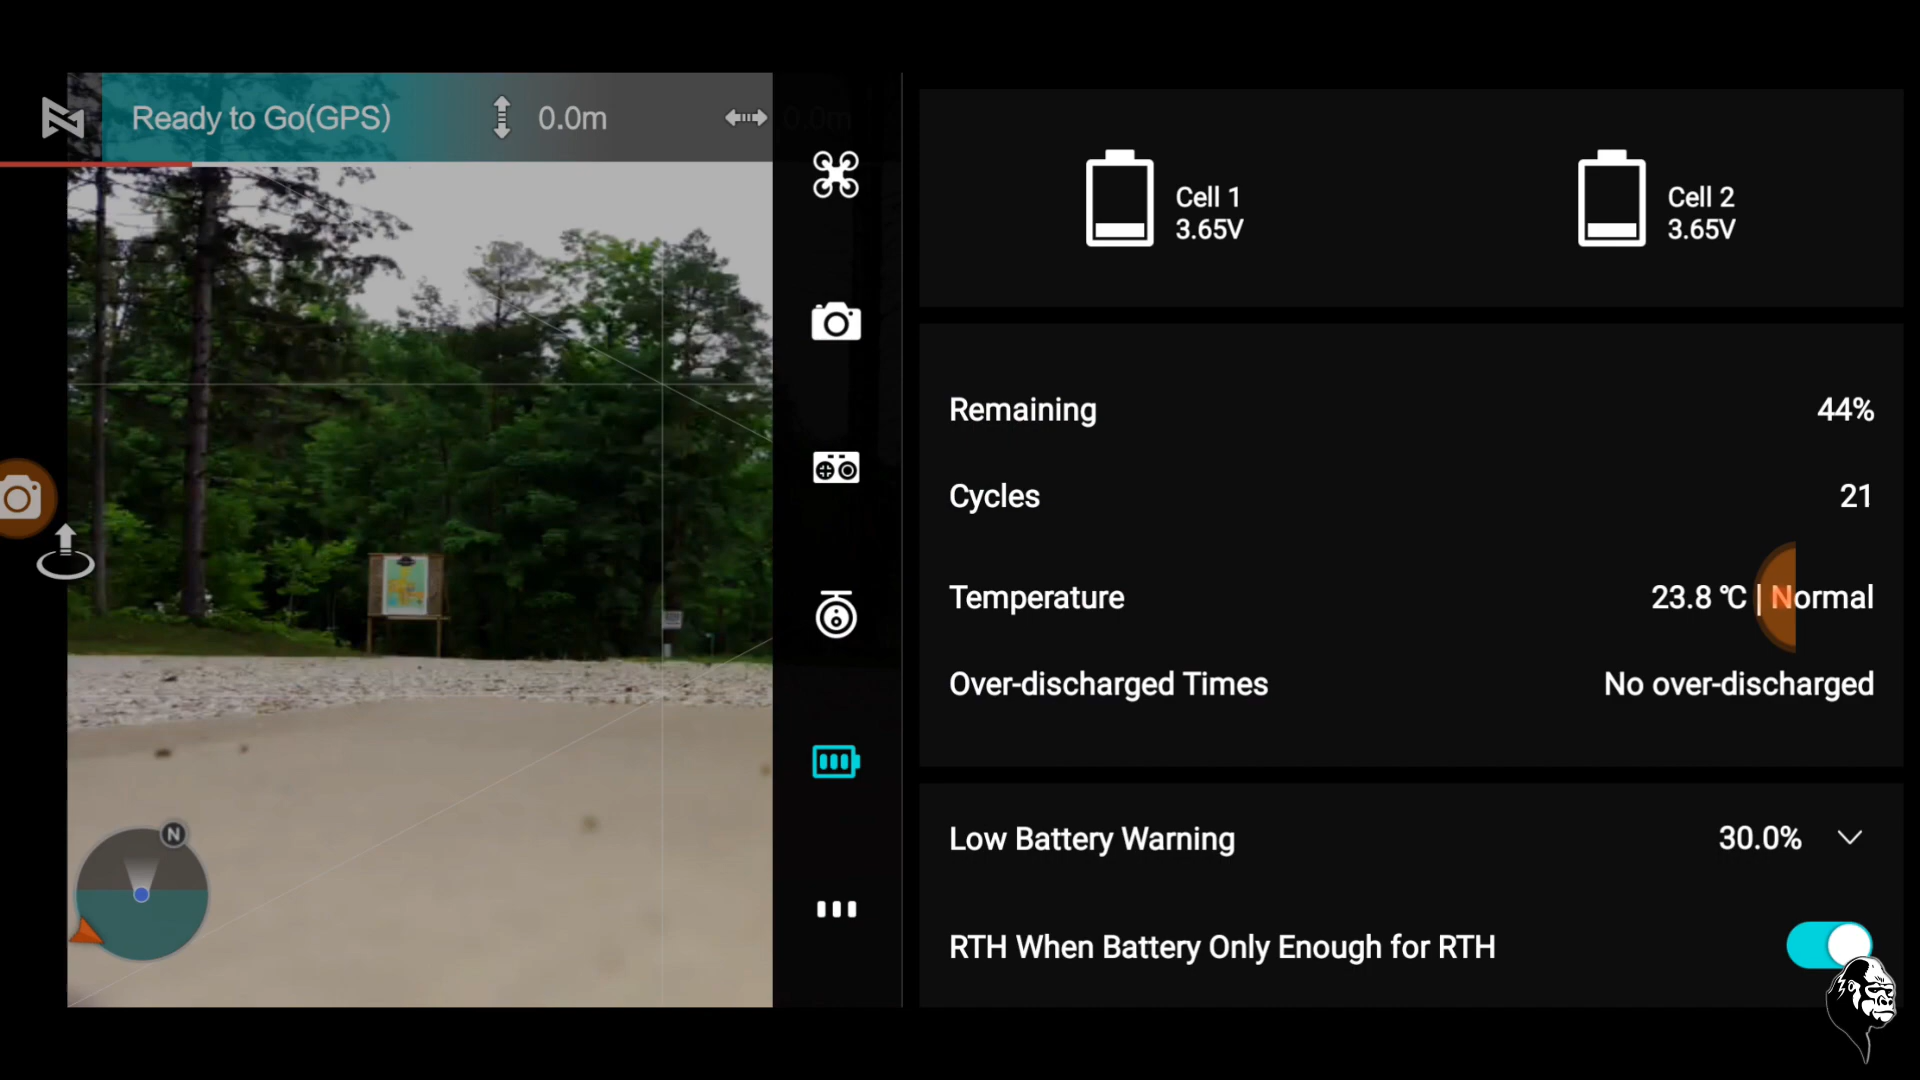 Ready to Go(GPS)
0.0m
0.0m
Cell 1
3.65V
Cell 2
3.65V
Remaining
44%
Cycles
21
Temperature
23.8 ℃ | Normal
Over-discharged Times
No over-discharged
Low Battery Warning
30.0%
RTH When Battery Only Enough for RTH
N